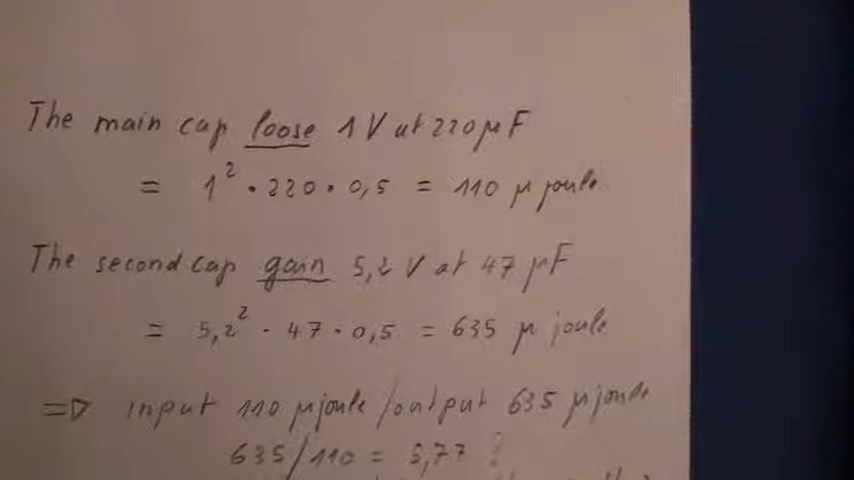 The main cap loose 1 V at 220 µF
= 1² • 220 • 0,5 = 110 µ joule
The second cap gain 5,2 V at 47 µF
= 5,2² • 47 • 0,5 = 635 µ joule
=> input 110 µjoule / output 635 µjoule
635/110 = 5,77 ?